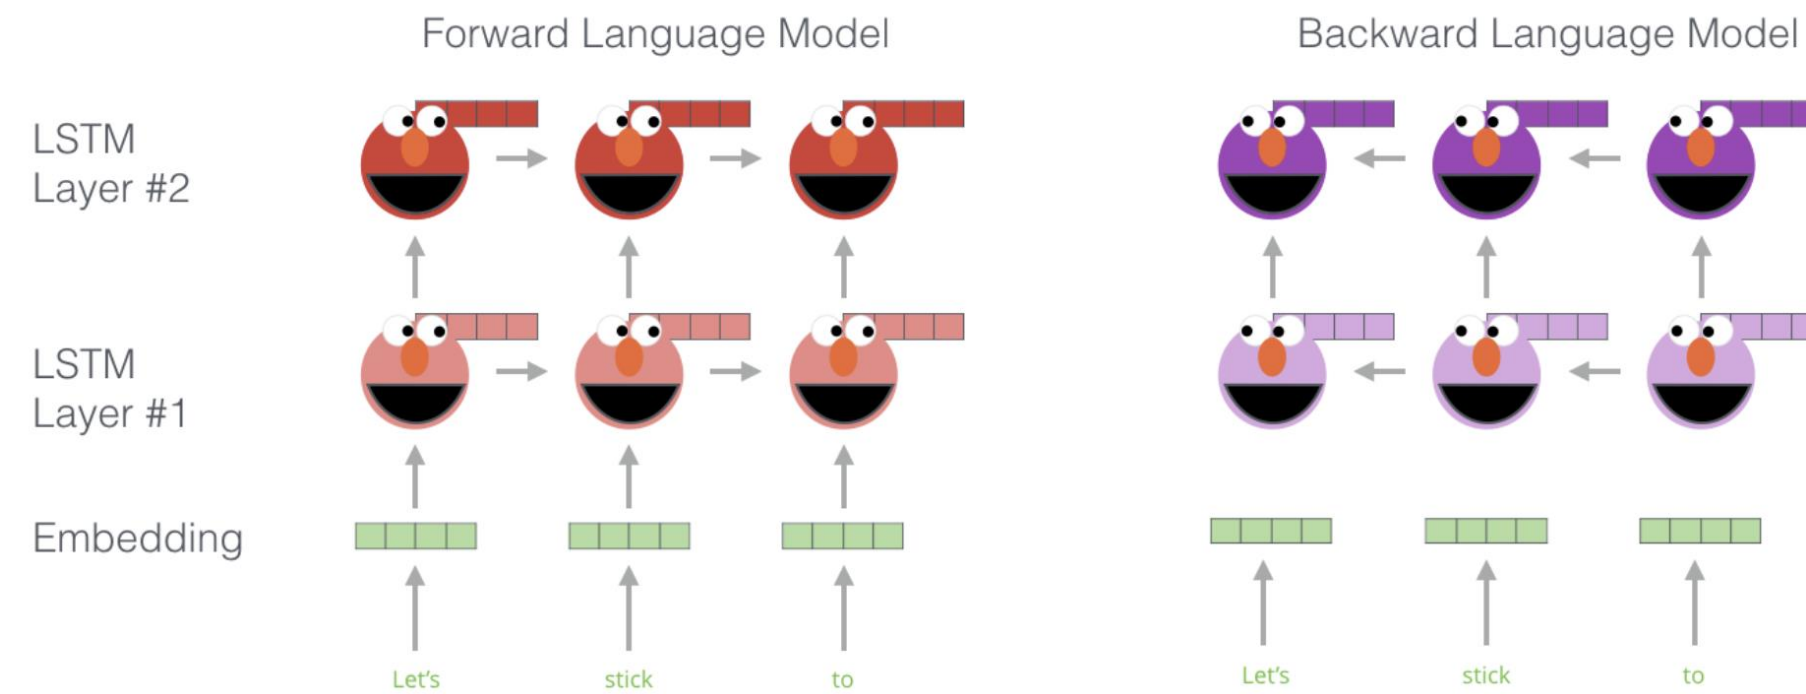 Forward Language Model
Backward Language Model
LSTM
Layer #2
LSTM
Layer #1
Embedding
Let's
stick
to
Let's
stick
to